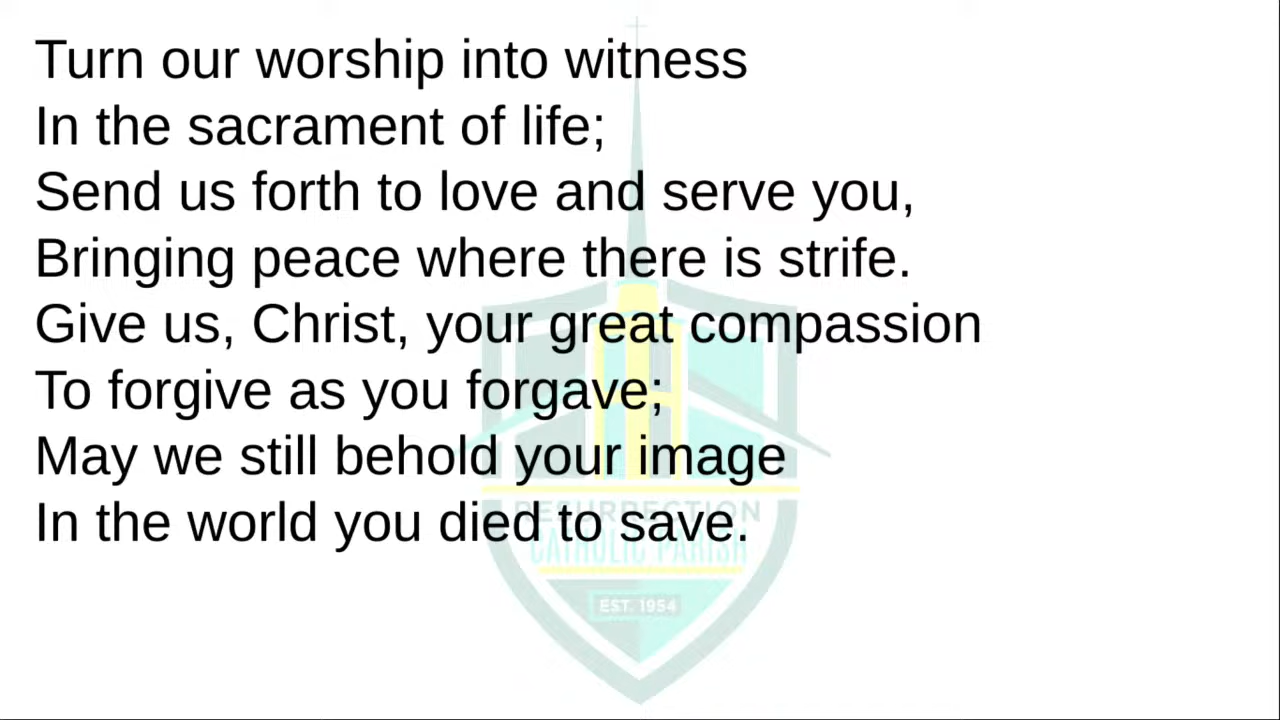 Turn our worship into witness
In the sacrament of life;
Send us forth to love and serve you,
Bringing peace where there is strife.
Give us, Christ, your great compassion
To forgive as you forgave;
May we still behold your image
In the world you died to save.
RESURRECTION
CATHOLIC PARISH
EST. 1954